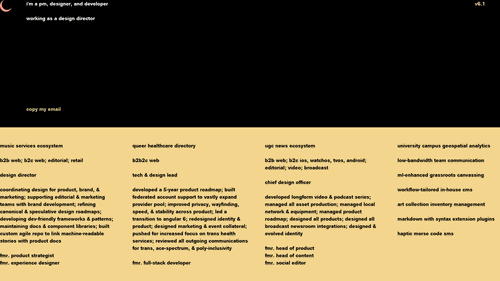 i'm a pm, designer, and developer
v6.1
working as a design director
copy my email
music services ecosystem
b2b web; b2c web; editorial; retail
design director
coordinating design for product, brand, &
marketing; supporting editorial & marketing
teams with brand development; refining
canonical & speculative design roadmaps;
developing dev-friendly frameworks & patterns;
maintaining docs & component libraries; built
custom agile repo to link machine-readable
stories with product docs
fmr. product strategist
fmr. experience designer
queer healthcare directory
b2b2c web
tech & design lead
developed a 5-year product roadmap; built
federated account support to vastly expand
provider pool; improved privacy, wayfinding,
speed, & stability across product; led a
transition to angular 6; redesigned identity &
product; designed marketing & event collateral;
pushed for increased focus on trans health
services; reviewed all outgoing communications
for trans, ace-spectrum, & poly-inclusivity
fmr. full-stack developer
ugc news ecosystem
b2b web; b2c ios, watchos, tvos, android;
editorial; video; broadcast
chief design officer
developed longform video & podcast series;
managed all asset production; managed local
network & equipment; managed product
roadmap; designed all products; designed all
broadcast newsroom integrations; designed &
evolved identity
fmr. head of product
fmr. head of content
fmr. social editor
university campus geospatial analytics
low-bandwidth team communication
ml-enhanced grassroots canvassing
workflow-tailored in-house cms
art collection inventory management
markdown with syntax extension plugins
haptic morse code sms